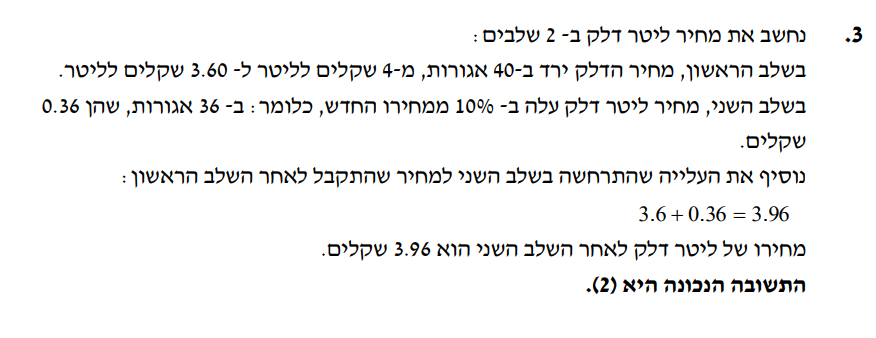 3. נחשב את מחיר ליטר דלק ב- 2 שלבים :
בשלב הראשון, מחיר הדלק ירד ב-40 אגורות, מ-4 שקלים לליטר ל- 3.60 שקלים לליטר.
בשלב השני, מחיר ליטר דלק עלה ב- 10% ממחירו החדש, כלומר : ב- 36 אגורות, שהן 0.36
שקלים.
נוסיף את העלייה שהתרחשה בשלב השני למחיר שהתקבל לאחר השלב הראשון :
3.6 + 0.36 = 3.96
מחירו של ליטר דלק לאחר השלב השני הוא 3.96 שקלים.
התשובה הנכונה היא (2).